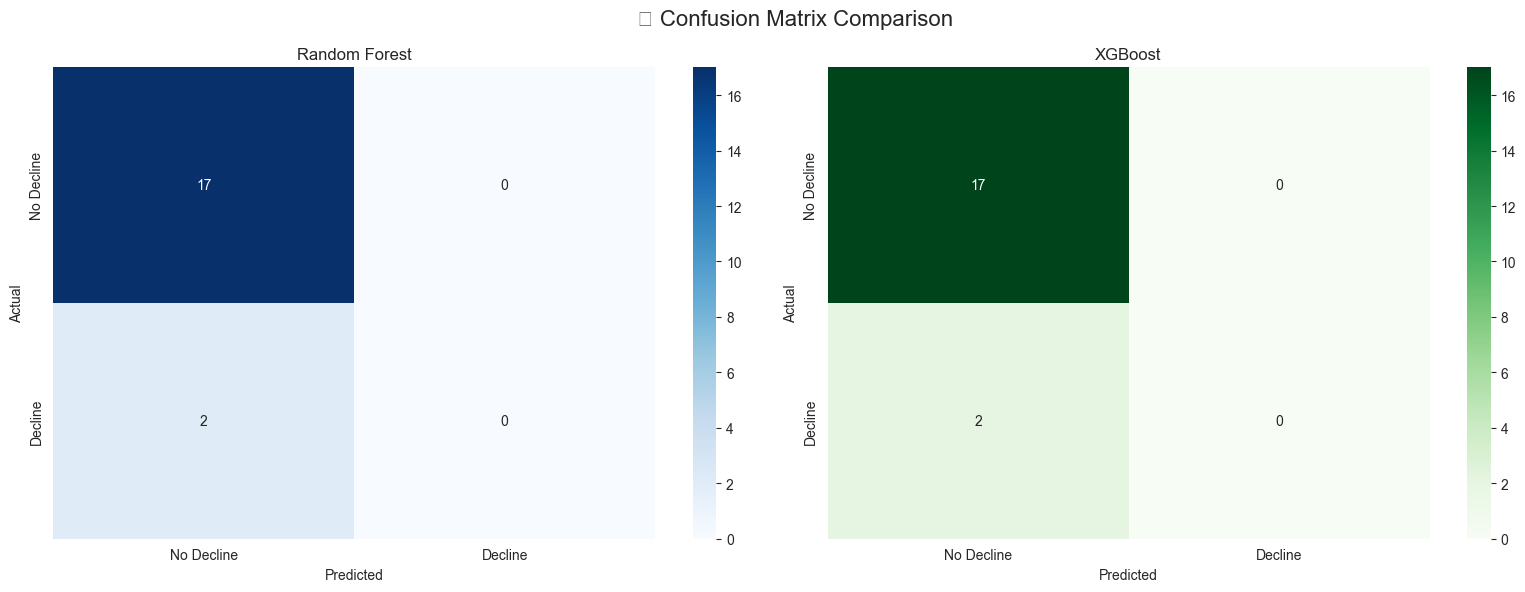 Confusion Matrix Comparison
Random Forest
XGBoost
No Decline
Decline
Actual
17
0
2
0
No Decline
Decline
Predicted
16
14
12
10
8
6
4
2
0
No Decline
Decline
Actual
17
0
2
0
No Decline
Decline
Predicted
16
14
12
10
8
6
4
2
0